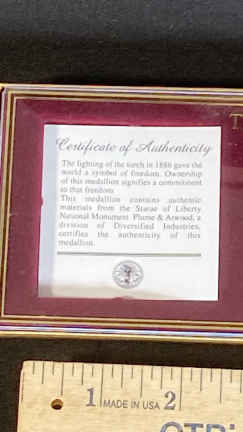 T
Certificate of Authenticity
The lighting of the torch in 1886 gave the
world a symbol of freedom. Ownership
of this medallion signifies a commitment
to that freedom
This medallion contains authentic
materials from the Statue of Liberty
National Monument Plume & Atwood, a
division of Diversified Industries,
certifies the authenticity of this
medallion.
1 MADE IN USA 2